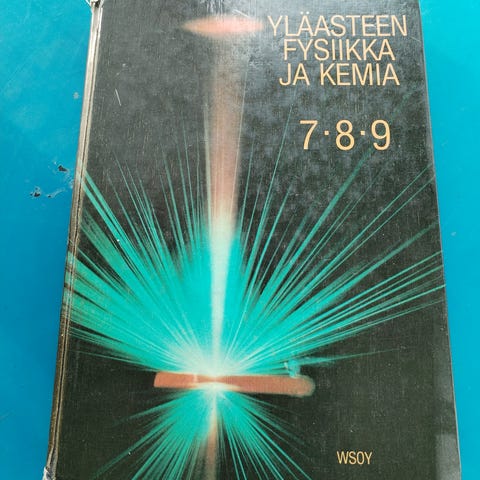 YLÄASTEEN
FYSIIKKA
JA KEMIA
7·8·9
WSOY